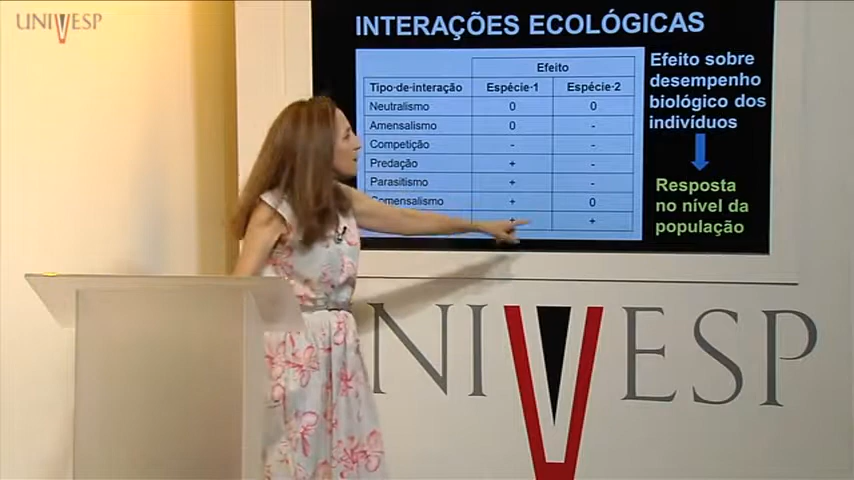 UNIVESP
INTERAÇÕES ECOLÓGICAS
Efeito
Tipo·de·interação Espécie·1 Espécie·2
Neutralismo 0 0
Amensalismo 0 -
Competição - -
Predação + -
Parasitismo + -
Comensalismo + 0
+ +
Efeito sobre
desempenho
biológico dos
indivíduos
Resposta
no nível da
população
NIVESP